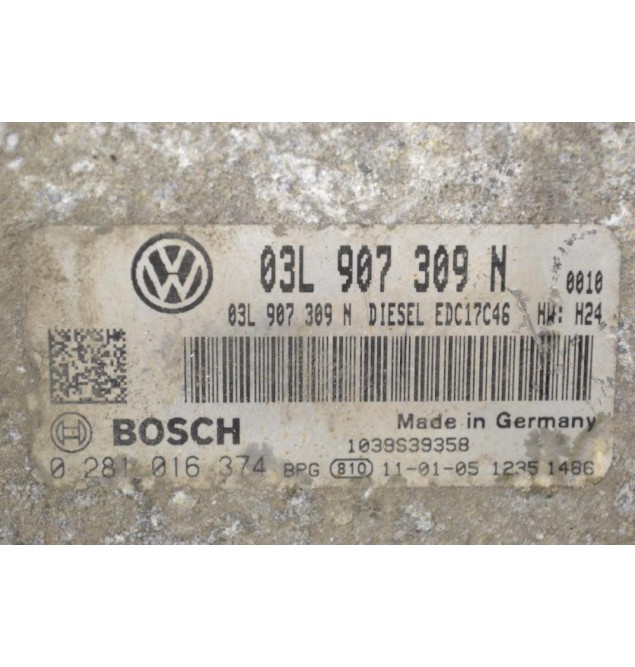 03L 907 309 N 0010
03L 907 309 N DIESEL EDC17C46 HW: H24
BOSCH Made in Germany
1039S39358
0 281 016 374 BPG 810 11-01-05 1235 1486